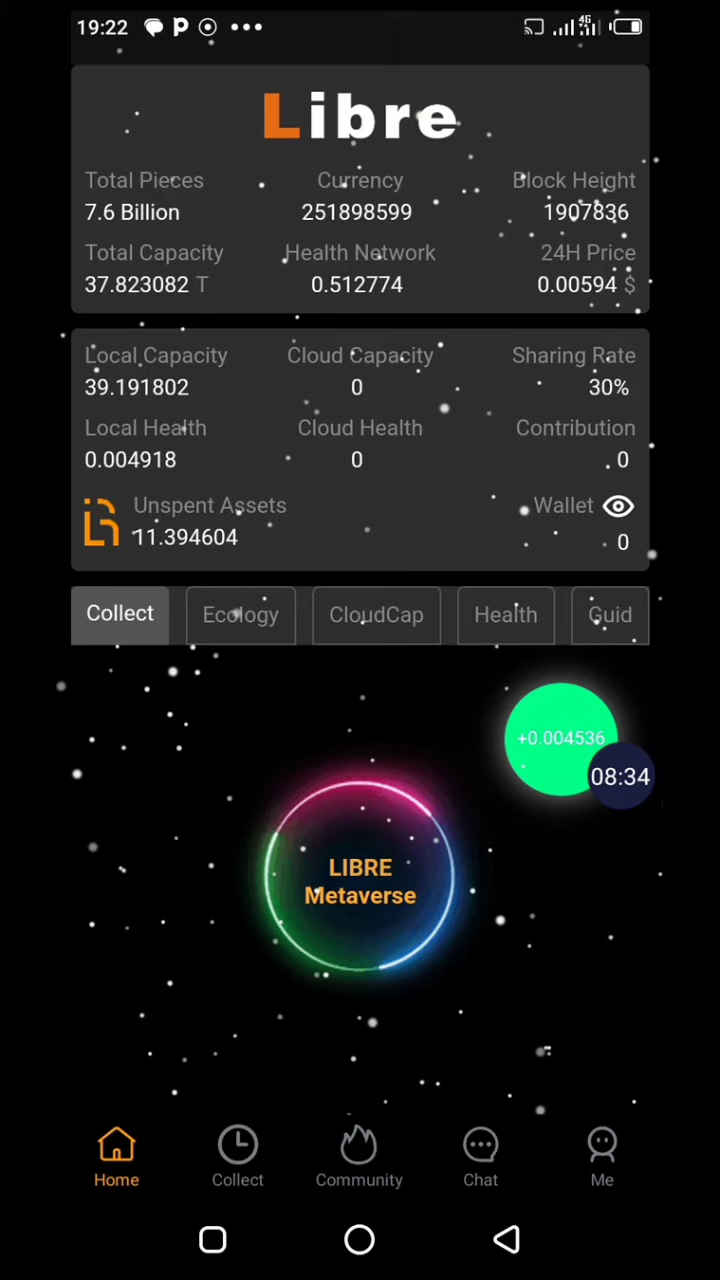 19:22 4G
Libre
Total Pieces Currency Block Height
7.6 Billion 251898599 1907836
Total Capacity Health Network 24H Price
37.823082 T 0.512774 0.00594 $
Local Capacity Cloud Capacity Sharing Rate
39.191802 0 30%
Local Health Cloud Health Contribution
0.004918 0 0
Unspent Assets Wallet
11.394604 0
Collect Ecology CloudCap Health Guid
+0.004536
08:34
LIBRE
Metaverse
Home Collect Community Chat Me